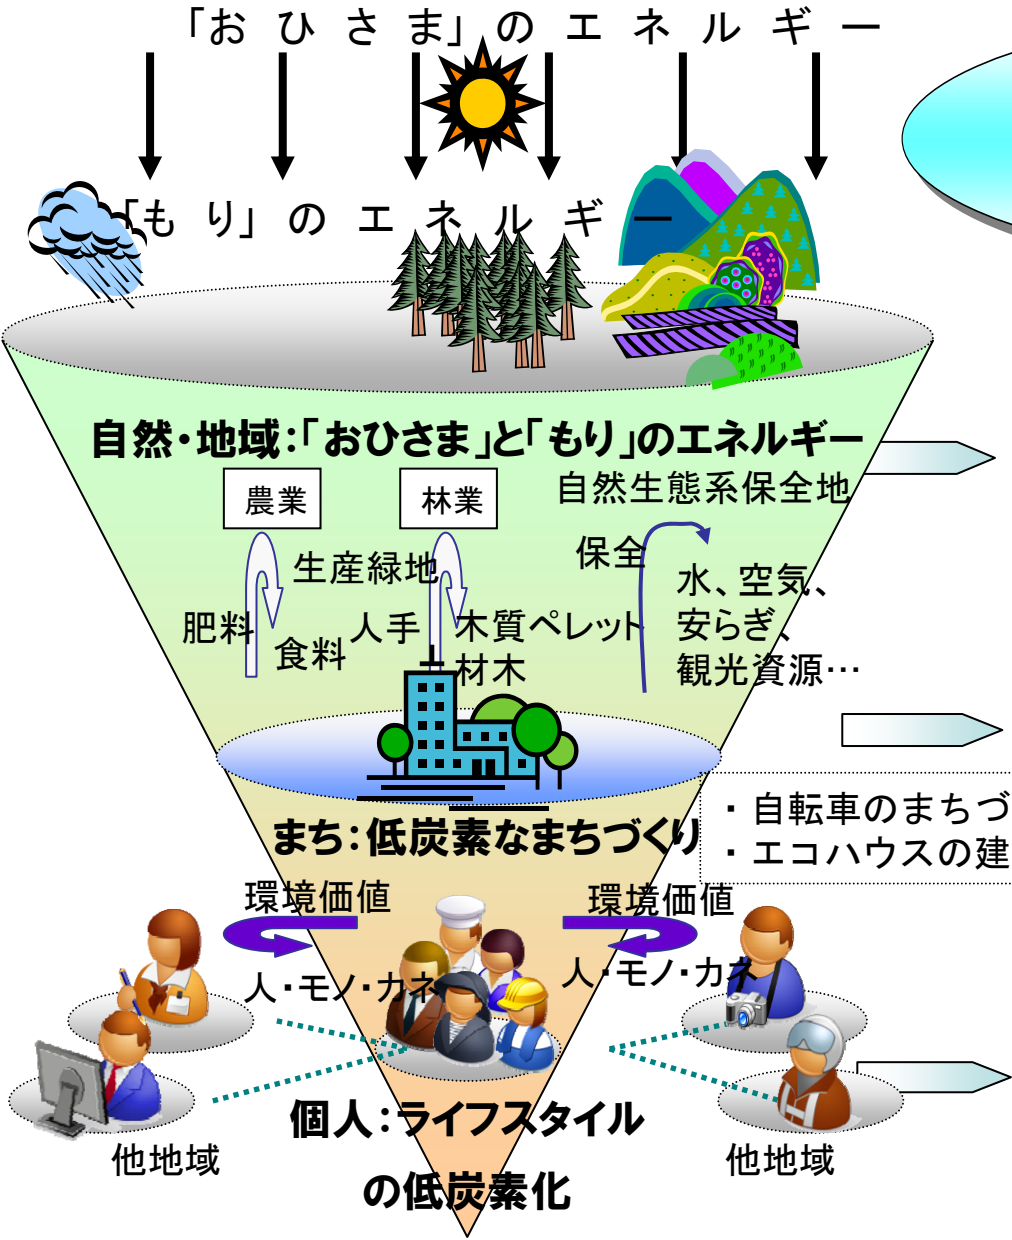 「おひさま」のエネルギー
「もり」のエネルギー
自然・地域：「おひさま」と「もり」のエネルギー
農業
林業
自然生態系保全地
保全
生産緑地
水、空気、
安らぎ、
観光資源…
肥料
食料
人手
木質ペレット
材木
まち：低炭素なまちづくり
・自転車のまちづ
・エコハウスの建
環境価値
環境価値
人・モノ・カネ
人・モノ・カネ
個人：ライフスタイル
の低炭素化
他地域
他地域